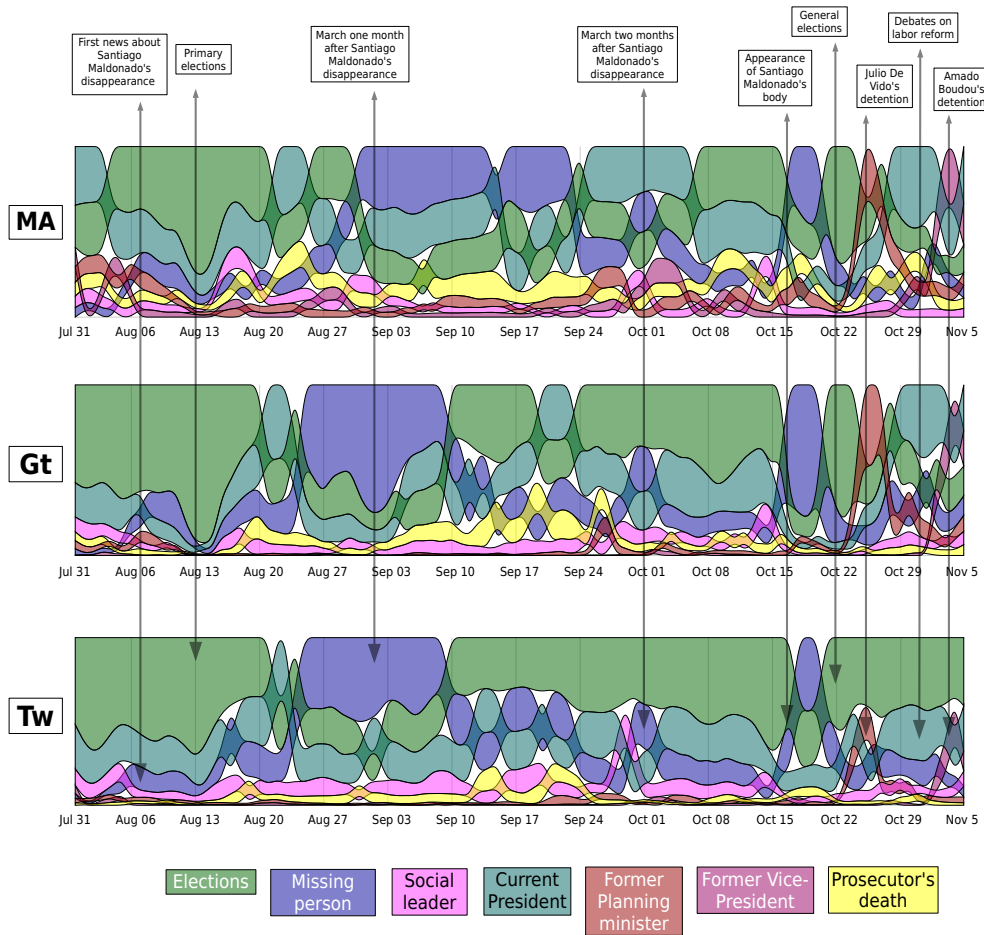 First news about
Santiago
Maldonado's
disappearance
Primary
elections
March one month
after Santiago
Maldonado's
disappearance
March two months
after Santiago
Maldonado's
disappearance
Appearance
of Santiago
Maldonado's
body
General
elections
Julio De
Vido's
detention
Debates on
labor reform
Amado
Boudou's
detention
MA
Jul 31 Aug 06 Aug 13 Aug 20 Aug 27 Sep 03 Sep 10 Sep 17 Sep 24 Oct 01 Oct 08 Oct 15 Oct 22 Oct 29 Nov 5
Gt
Jul 31 Aug 06 Aug 13 Aug 20 Aug 27 Sep 03 Sep 10 Sep 17 Sep 24 Oct 01 Oct 08 Oct 15 Oct 22 Oct 29 Nov 5
Tw
Jul 31 Aug 06 Aug 13 Aug 20 Aug 27 Sep 03 Sep 10 Sep 17 Sep 24 Oct 01 Oct 08 Oct 15 Oct 22 Oct 29 Nov 5
Elections
Missing
person
Social
leader
Current
President
Former
Planning
minister
Former Vice-
President
Prosecutor's
death